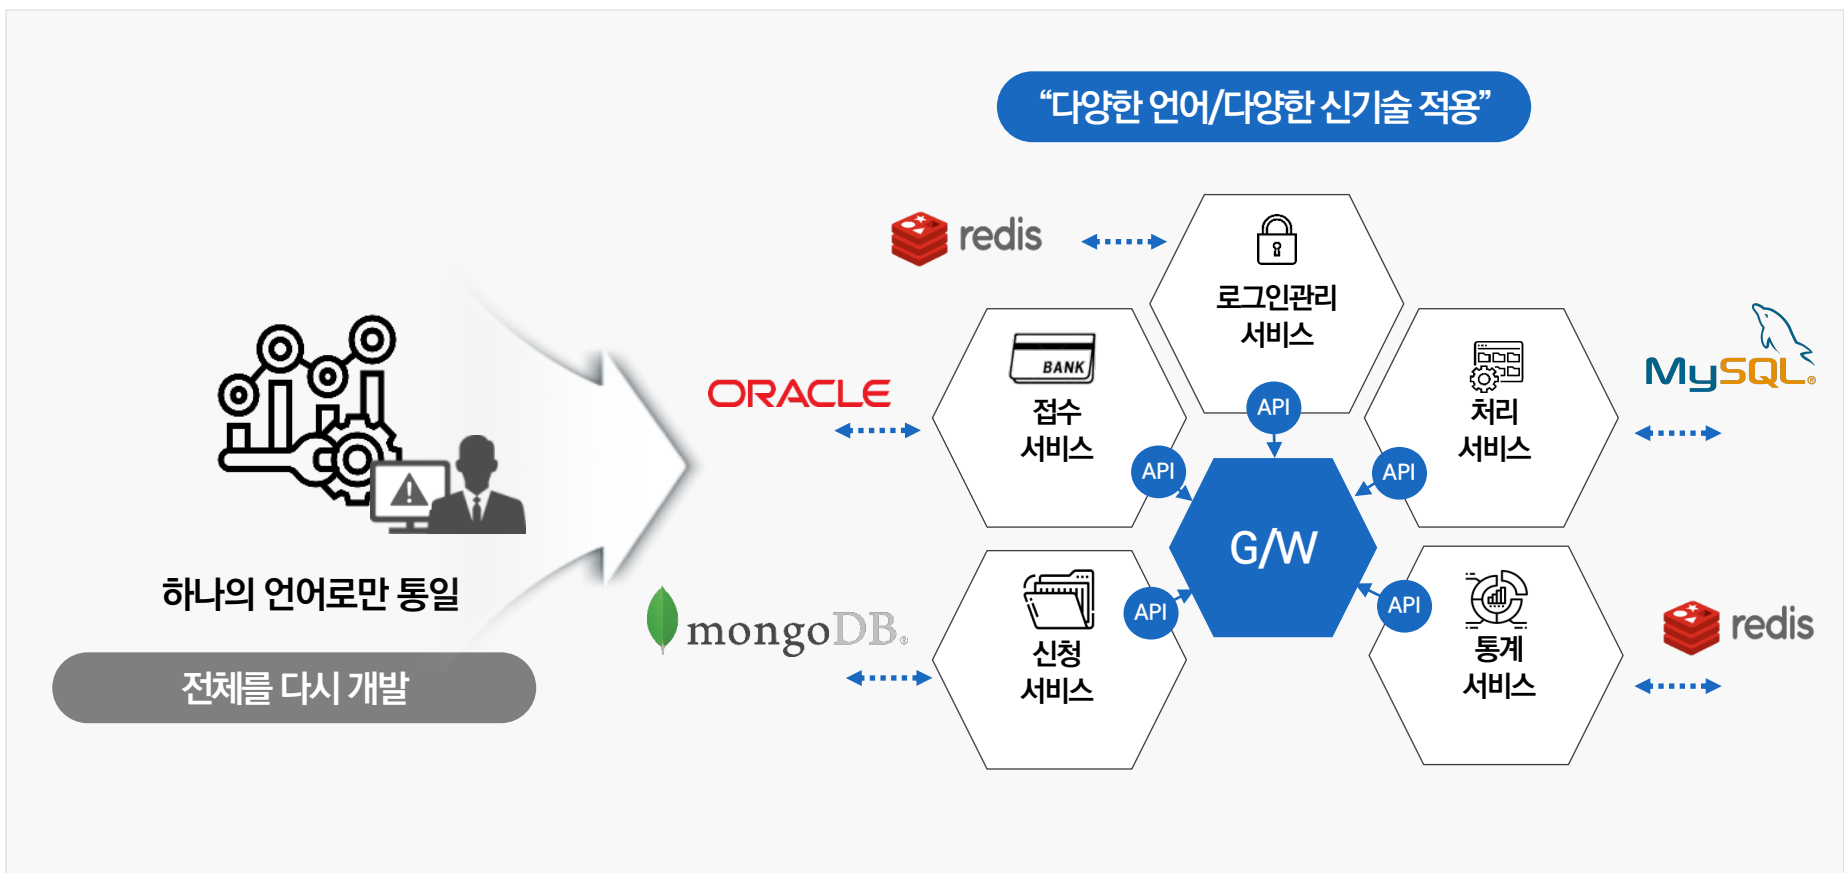 “다양한 언어/다양한 신기술 적용”
redis
로그인관리
서비스
API
ORACLE
BANK
접수
서비스
API
처리
서비스
API
MySQL®
G/W
하나의 언어로만 통일
전체를 다시 개발
mongoDB®
신청
서비스
API
통계
서비스
API
redis